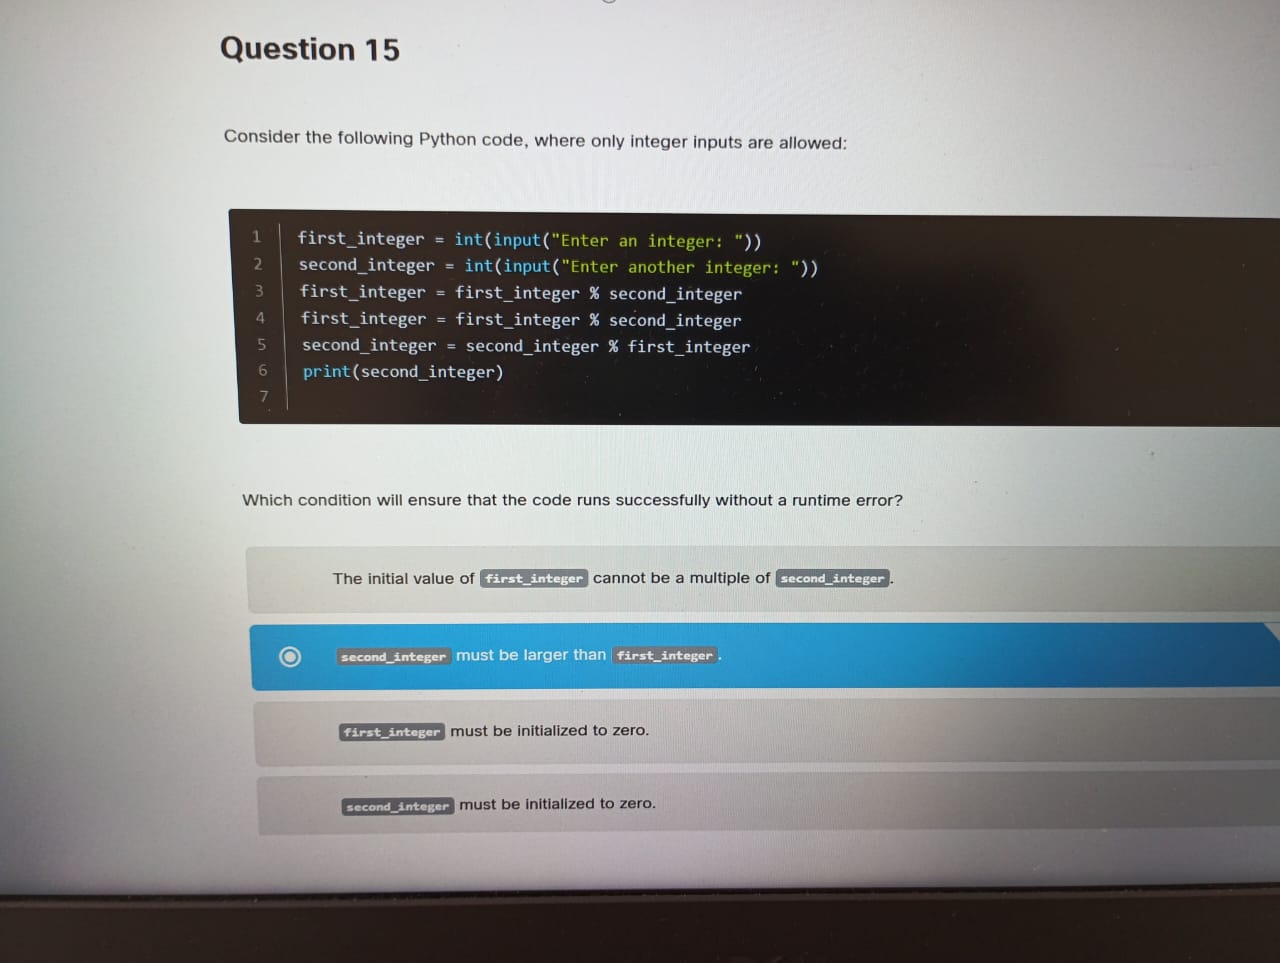 Question 15
Consider the following Python code, where only integer inputs are allowed:
1 first_integer = int(input("Enter an integer: "))
2 second_integer = int(input("Enter another integer: "))
3 first_integer = first_integer % second_integer
4 first_integer = first_integer % second_integer
5 second_integer = second_integer % first_integer
6 print(second_integer)
7
Which condition will ensure that the code runs successfully without a runtime error?
The initial value of first_integer cannot be a multiple of second_integer.
second_integer must be larger than first_integer.
first_integer must be initialized to zero.
second_integer must be initialized to zero.